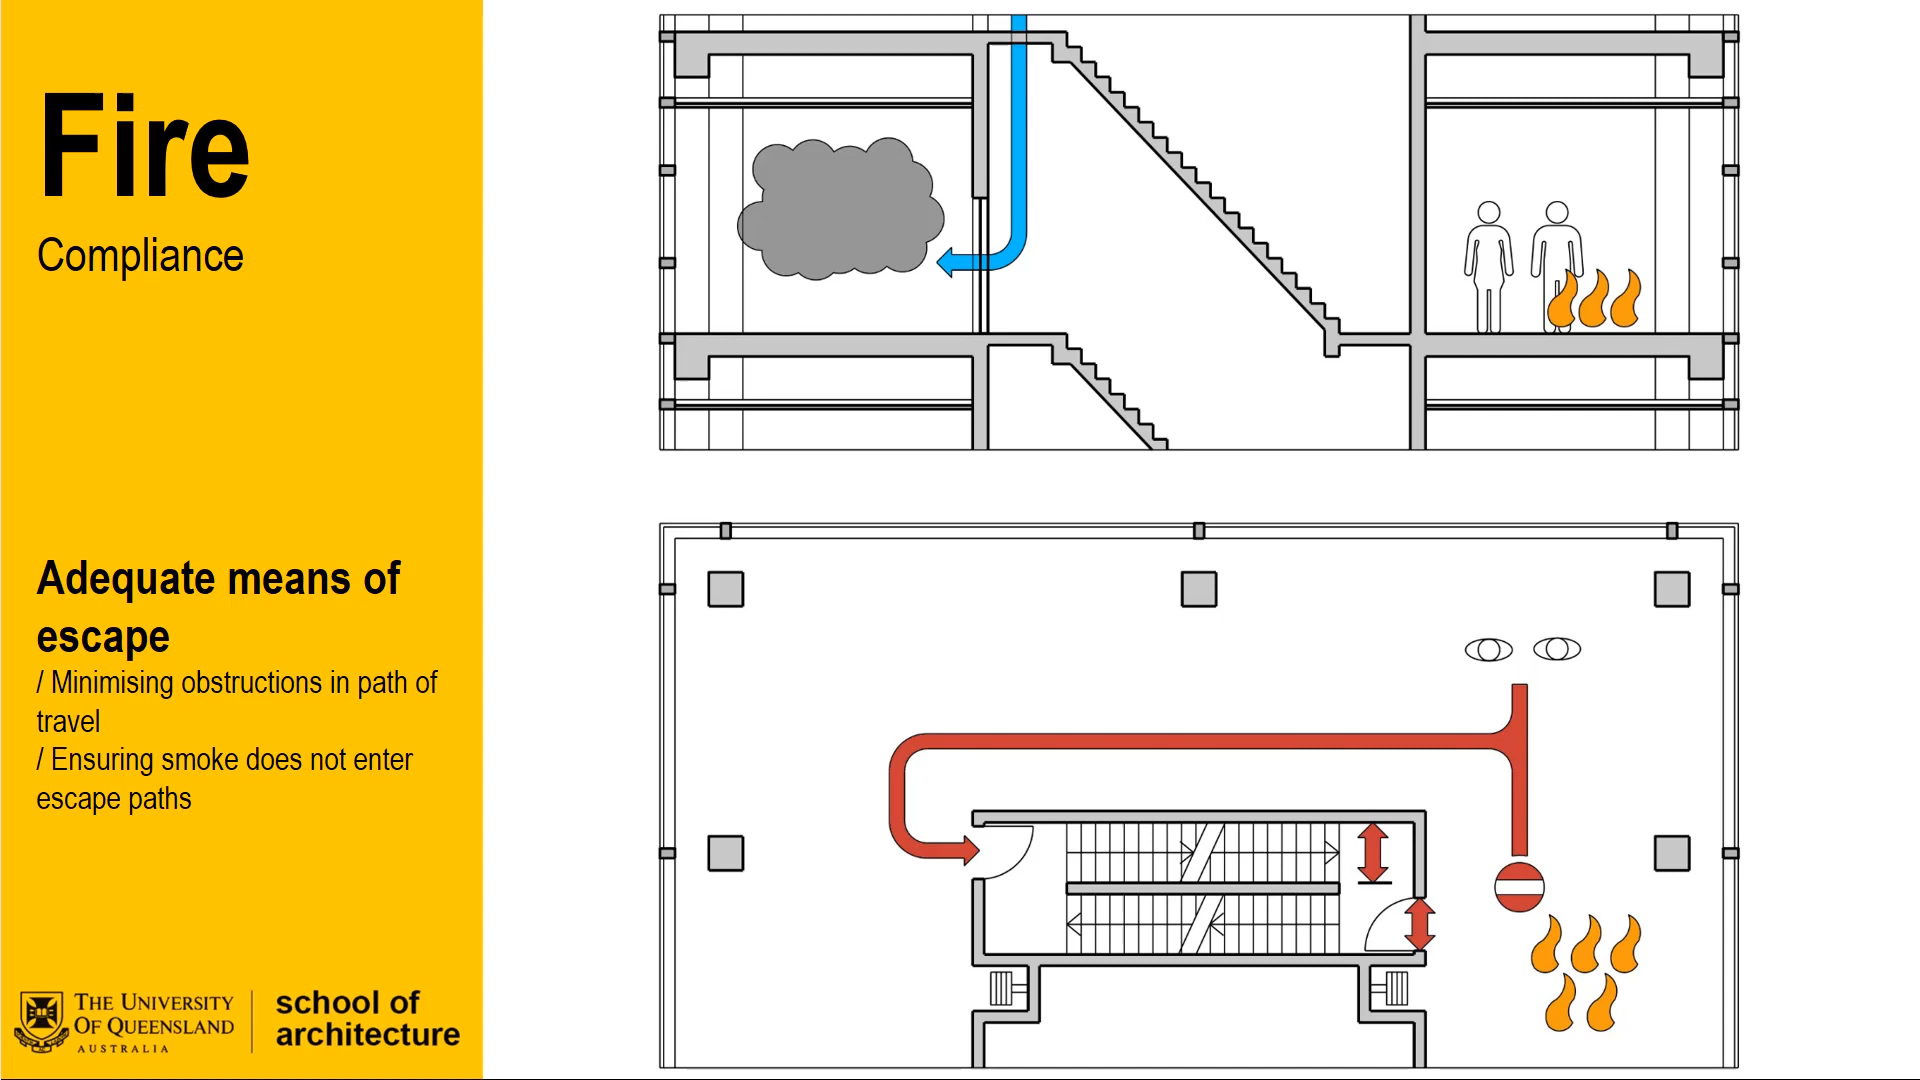 Fire
Compliance
Adequate means of
escape
/ Minimising obstructions in path of
travel
/ Ensuring smoke does not enter
escape paths
THE UNIVERSITY
OF QUEENSLAND
AUSTRALIA
school of
architecture